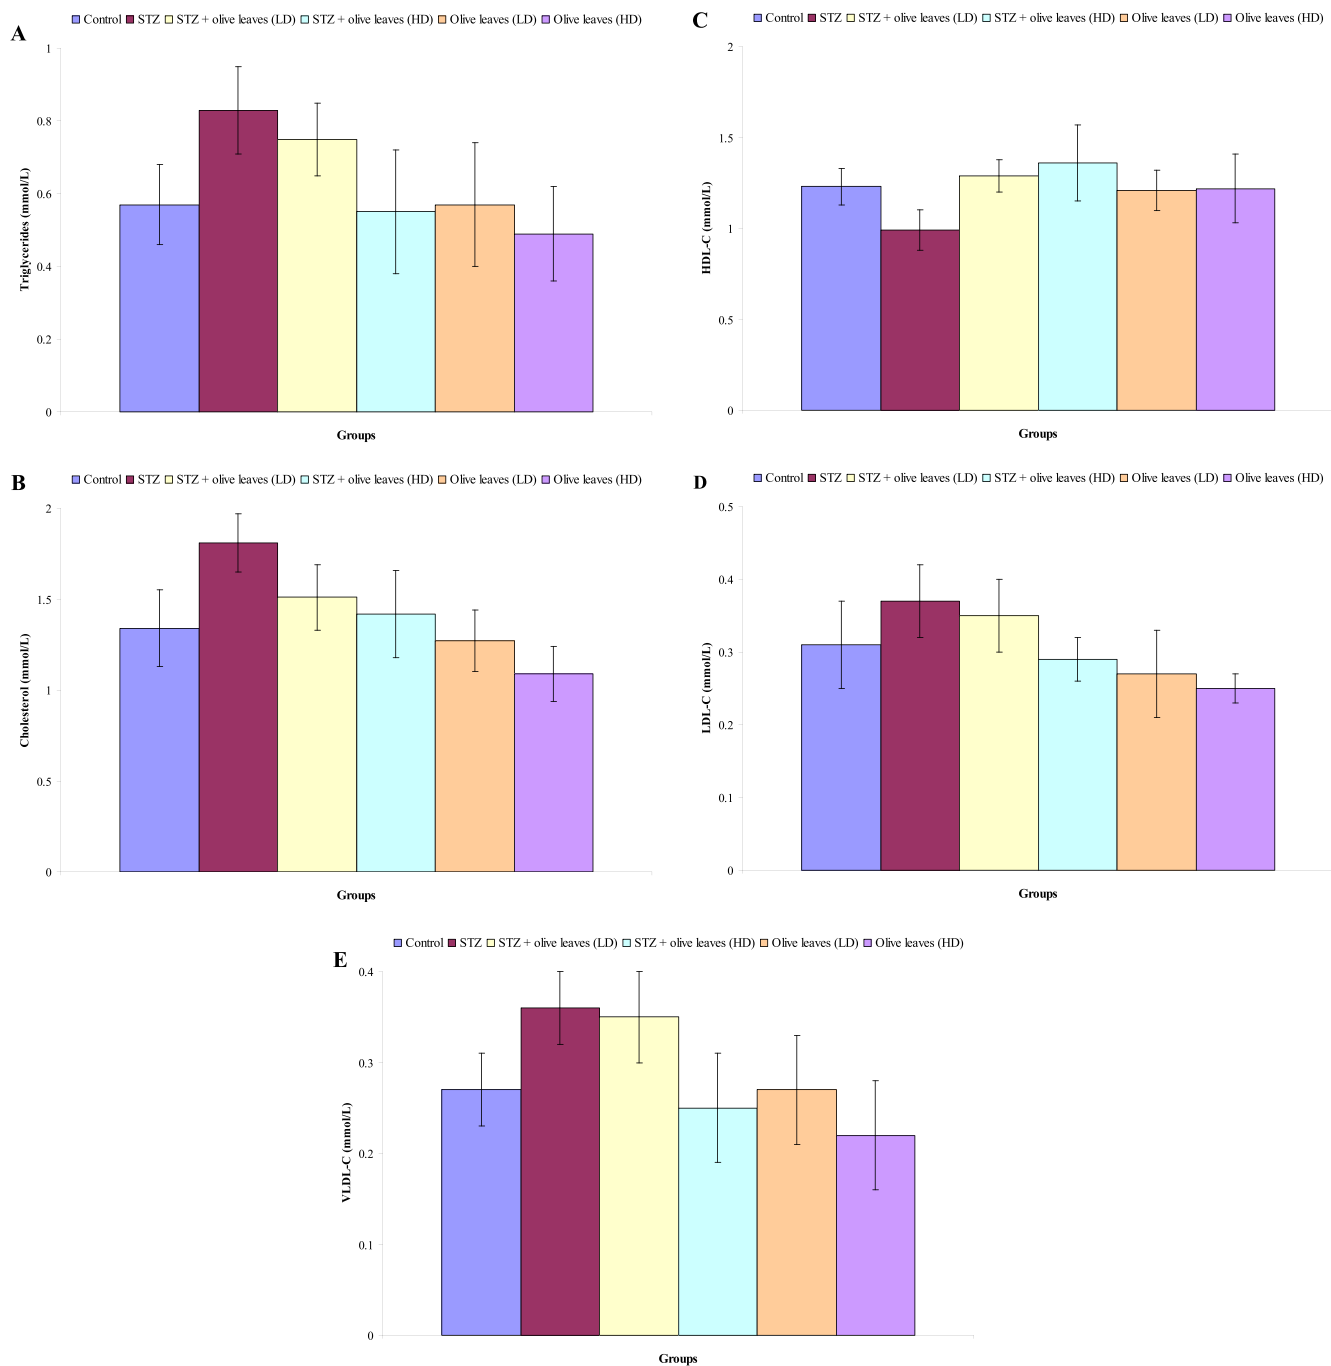 A
Control STZ STZ + olive leaves (LD) STZ + olive leaves (HD) Olive leaves (LD) Olive leaves (HD)
1
0.8
0.6
0.4
0.2
0
Triglycerides (mmol/L)
Groups
B
Control STZ STZ + olive leaves (LD) STZ + olive leaves (HD) Olive leaves (LD) Olive leaves (HD)
2
1.5
1
0.5
0
Cholesterol (mmol/L)
Groups
C
Control STZ STZ + olive leaves (LD) STZ + olive leaves (HD) Olive leaves (LD) Olive leaves (HD)
2
1.5
1
0.5
0
HDL-C (mmol/L)
Groups
D
Control STZ STZ + olive leaves (LD) STZ + olive leaves (HD) Olive leaves (LD) Olive leaves (HD)
0.5
0.4
0.3
0.2
0.1
0
LDL-C (mmol/L)
Groups
E
Control STZ STZ + olive leaves (LD) STZ + olive leaves (HD) Olive leaves (LD) Olive leaves (HD)
0.4
0.3
0.2
0.1
0
VLDL-C (mmol/L)
Groups